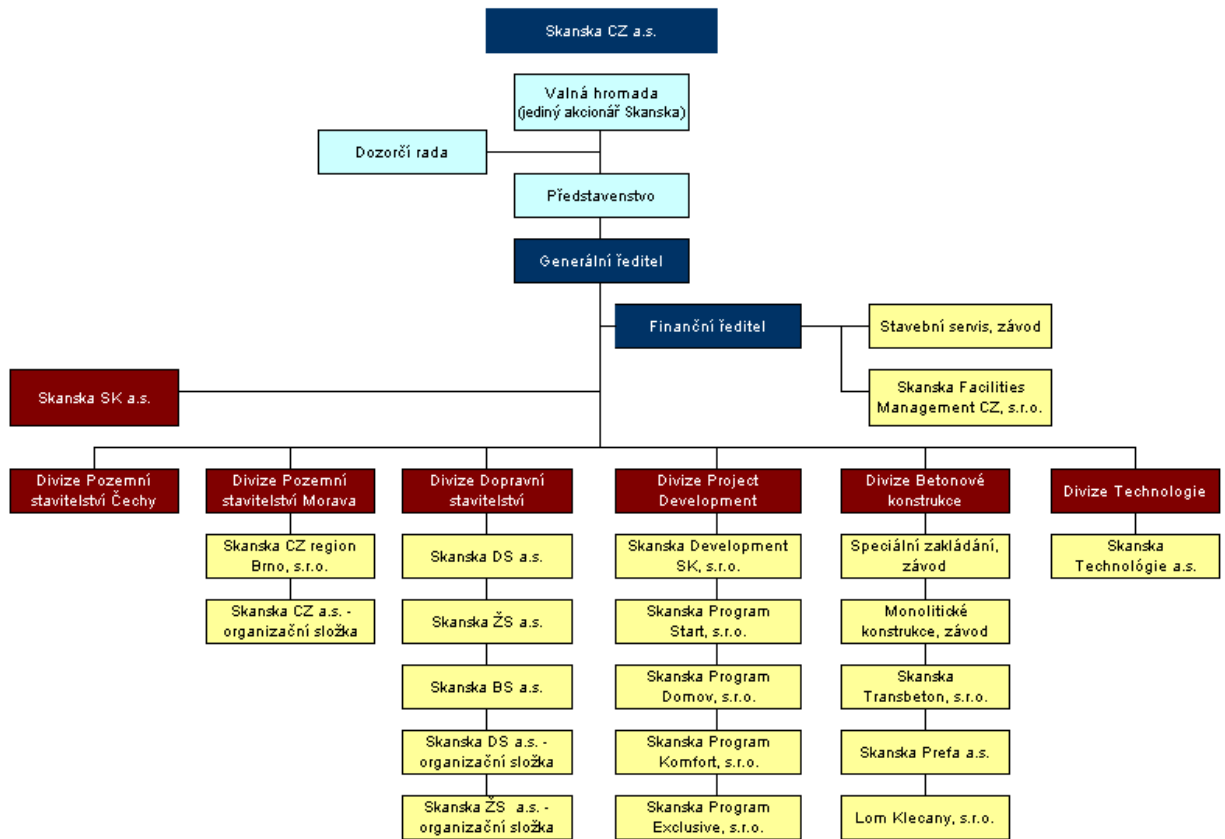 Skanska CZ a.s.
Valná hromada
(jediný akcionář Skanska)
Dozorčí rada
Představenstvo
Generální ředitel
Finanční ředitel
Stavební servis, závod
Skanska SK a.s.
Skanska Facilities
Management CZ, s.r.o.
Divize Pozemní
stavitelství Čechy
Divize Pozemní
stavitelství Morava
Divize Dopravní
stavitelství
Divize Project
Development
Divize Betonové
konstrukce
Divize Technologie
Skanska CZ region
Brno, s.r.o.
Skanska DS a.s.
Skanska Development
SK, s.r.o.
Speciální zakládání,
závod
Skanska
Technológie a.s.
Skanska CZ a.s. -
organizační složka
Skanska ŽS a.s.
Skanska Program
Start, s.r.o.
Monolitické
konstrukce, závod
Skanska BS a.s.
Skanska Program
Domov, s.r.o.
Skanska
Transbeton, s.r.o.
Skanska DS a.s. -
organizační složka
Skanska Program
Komfort, s.r.o.
Skanska Prefa a.s.
Skanska ŽS a.s. -
organizační složka
Skanska Program
Exclusive, s.r.o.
Lom Klecany, s.r.o.